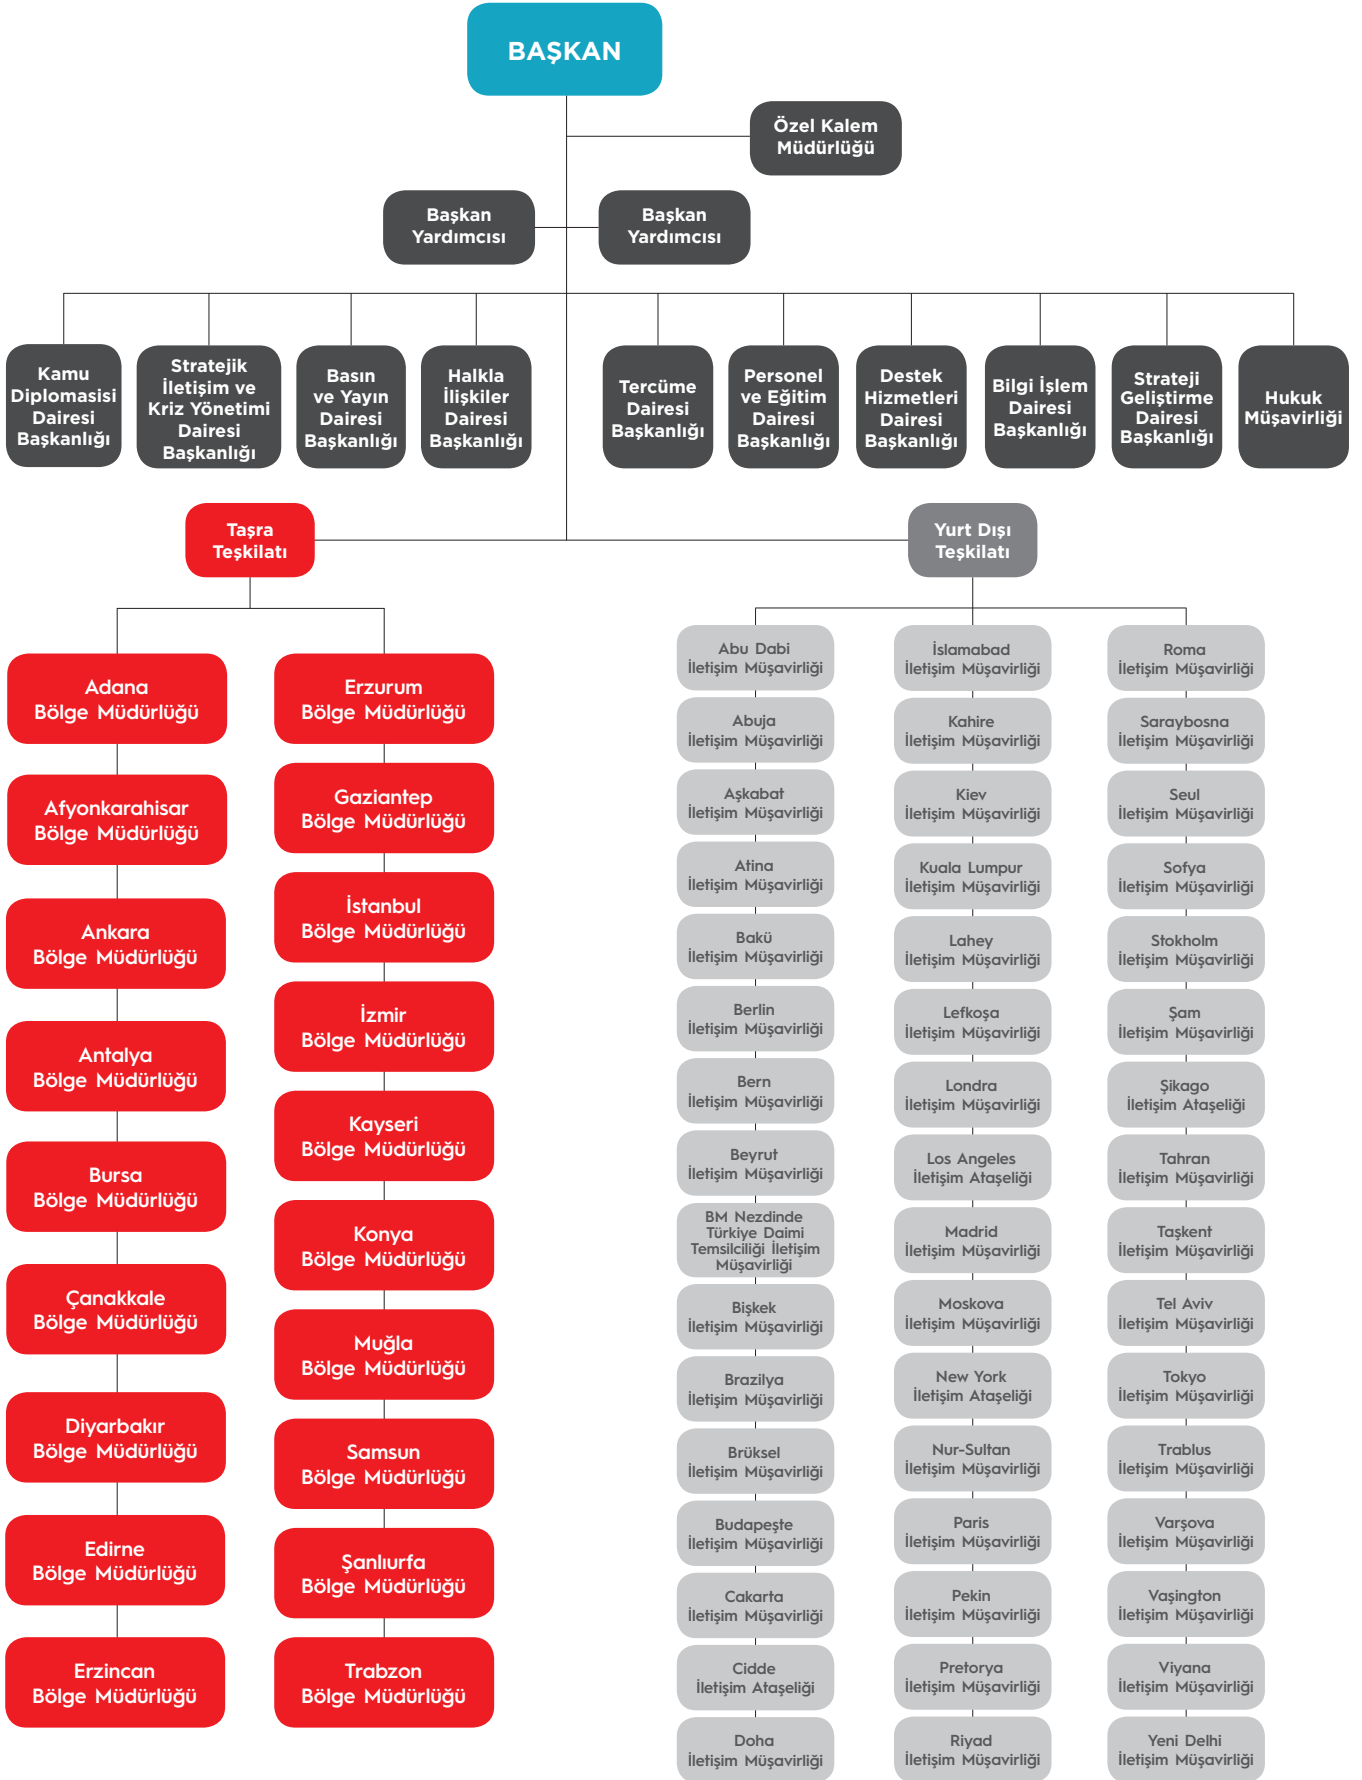 BAŞKAN
Özel Kalem
Müdürlüğü
Başkan
Yardımcısı
Başkan
Yardımcısı
Kamu
Diplomasisi
Dairesi
Başkanlığı
Stratejik
İletişim ve
Kriz Yönetimi
Dairesi
Başkanlığı
Basın
ve Yayın
Dairesi
Başkanlığı
Halkla
İlişkiler
Dairesi
Başkanlığı
Tercüme
Dairesi
Başkanlığı
Personel
ve Eğitim
Dairesi
Başkanlığı
Destek
Hizmetleri
Dairesi
Başkanlığı
Bilgi İşlem
Dairesi
Başkanlığı
Strateji
Geliştirme
Dairesi
Başkanlığı
Hukuk
Müşavirliği
Taşra
Teşkilatı
Yurt Dışı
Teşkilatı
Adana
Bölge Müdürlüğü
Afyonkarahisar
Bölge Müdürlüğü
Ankara
Bölge Müdürlüğü
Antalya
Bölge Müdürlüğü
Bursa
Bölge Müdürlüğü
Çanakkale
Bölge Müdürlüğü
Diyarbakır
Bölge Müdürlüğü
Edirne
Bölge Müdürlüğü
Erzincan
Bölge Müdürlüğü
Erzurum
Bölge Müdürlüğü
Gaziantep
Bölge Müdürlüğü
İstanbul
Bölge Müdürlüğü
İzmir
Bölge Müdürlüğü
Kayseri
Bölge Müdürlüğü
Konya
Bölge Müdürlüğü
Muğla
Bölge Müdürlüğü
Samsun
Bölge Müdürlüğü
Şanlıurfa
Bölge Müdürlüğü
Trabzon
Bölge Müdürlüğü
Abu Dabi
İletişim Müşavirliği
Abuja
İletişim Müşavirliği
Aşkabat
İletişim Müşavirliği
Atina
İletişim Müşavirliği
Bakü
İletişim Müşavirliği
Berlin
İletişim Müşavirliği
Bern
İletişim Müşavirliği
Beyrut
İletişim Müşavirliği
BM Nezdinde
Türkiye Daimi
Temsilciliği İletişim
Müşavirliği
Bişkek
İletişim Müşavirliği
Brazilya
İletişim Müşavirliği
Brüksel
İletişim Müşavirliği
Budapeşte
İletişim Müşavirliği
Cakarta
İletişim Müşavirliği
Cidde
İletişim Ataşeliği
Doha
İletişim Müşavirliği
İslamabad
İletişim Müşavirliği
Kahire
İletişim Müşavirliği
Kiev
İletişim Müşavirliği
Kuala Lumpur
İletişim Müşavirliği
Lahey
İletişim Müşavirliği
Lefkoşa
İletişim Müşavirliği
Londra
İletişim Müşavirliği
Los Angeles
İletişim Ataşeliği
Madrid
İletişim Müşavirliği
Moskova
İletişim Müşavirliği
New York
İletişim Ataşeliği
Nur-Sultan
İletişim Müşavirliği
Paris
İletişim Müşavirliği
Pekin
İletişim Müşavirliği
Pretorya
İletişim Müşavirliği
Riyad
İletişim Müşavirliği
Roma
İletişim Müşavirliği
Saraybosna
İletişim Müşavirliği
Seul
İletişim Müşavirliği
Sofya
İletişim Müşavirliği
Stokholm
İletişim Müşavirliği
Şam
İletişim Müşavirliği
Şikago
İletişim Ataşeliği
Tahran
İletişim Müşavirliği
Taşkent
İletişim Müşavirliği
Tel Aviv
İletişim Müşavirliği
Tokyo
İletişim Müşavirliği
Trablus
İletişim Müşavirliği
Varşova
İletişim Müşavirliği
Vaşington
İletişim Müşavirliği
Viyana
İletişim Müşavirliği
Yeni Delhi
İletişim Müşavirliği